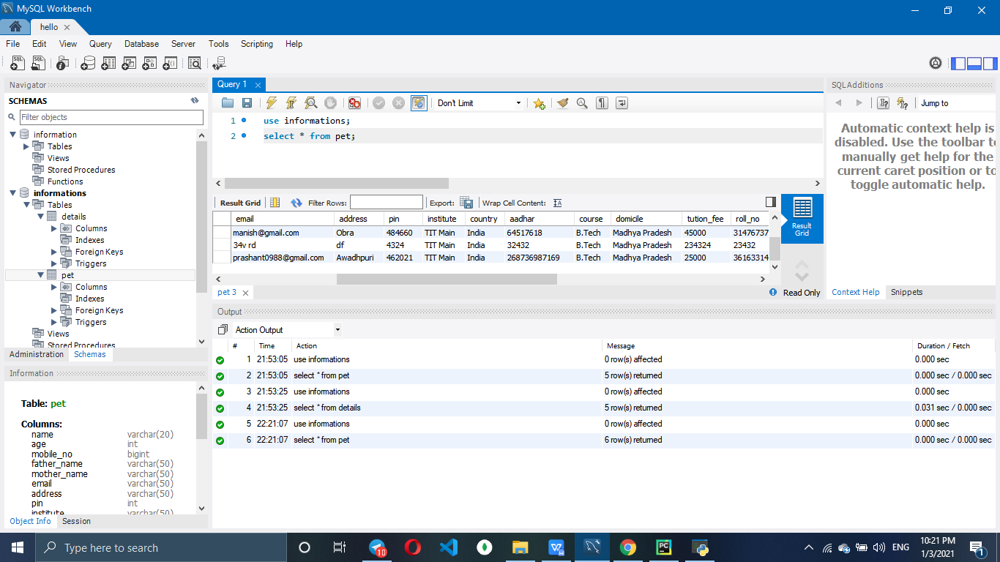 MySQL Workbench
hello
File Edit View Query Database Server Tools Scripting Help
Navigator
SCHEMAS
Filter objects
information
Tables
Views
Stored Procedures
Functions
informations
Tables
details
Columns
Indexes
Foreign Keys
Triggers
pet
Columns
Indexes
Foreign Keys
Triggers
Views
Stored Procedures
Administration Schemas
Information
Table: pet
Columns:
name varchar(20)
age int
mobile_no bigint
father_name varchar(50)
mother_name varchar(50)
email varchar(50)
address varchar(50)
pin int
institute varchar(50)
Object Info Session
Query 1
Don't Limit
1 use informations;
2 select * from pet;
Result Grid Filter Rows: Export: Wrap Cell Content:
email address pin institute country aadhar course domicile tution_fee roll_no
manish@gmail.com Obra 484660 TIT Main India 64517618 B.Tech Madhya Pradesh 45000 31476737
34v rd df 4324 TIT Main India 32432 B.Tech Madhya Pradesh 234324 23432
prashant0988@gmail.com Awadhpuri 462021 TIT Main India 268736987169 B.Tech Madhya Pradesh 25000 36163314
Result
Grid
pet 3
Read Only
Output
Action Output
# Time Action Message Duration / Fetch
1 21:53:05 use informations 0 row(s) affected 0.000 sec
2 21:53:05 select * from pet 5 row(s) returned 0.000 sec / 0.000 sec
3 21:53:25 use informations 0 row(s) affected 0.000 sec
4 21:53:25 select * from details 5 row(s) returned 0.031 sec / 0.000 sec
5 22:21:07 use informations 0 row(s) affected 0.000 sec
6 22:21:07 select * from pet 6 row(s) returned 0.000 sec / 0.000 sec
SQLAdditions
Jump to
Automatic context help is
disabled. Use the toolbar to
manually get help for the
current caret position or to
toggle automatic help.
Context Help Snippets
Type here to search
10
PC
ENG
10:21 PM
1/3/2021
1